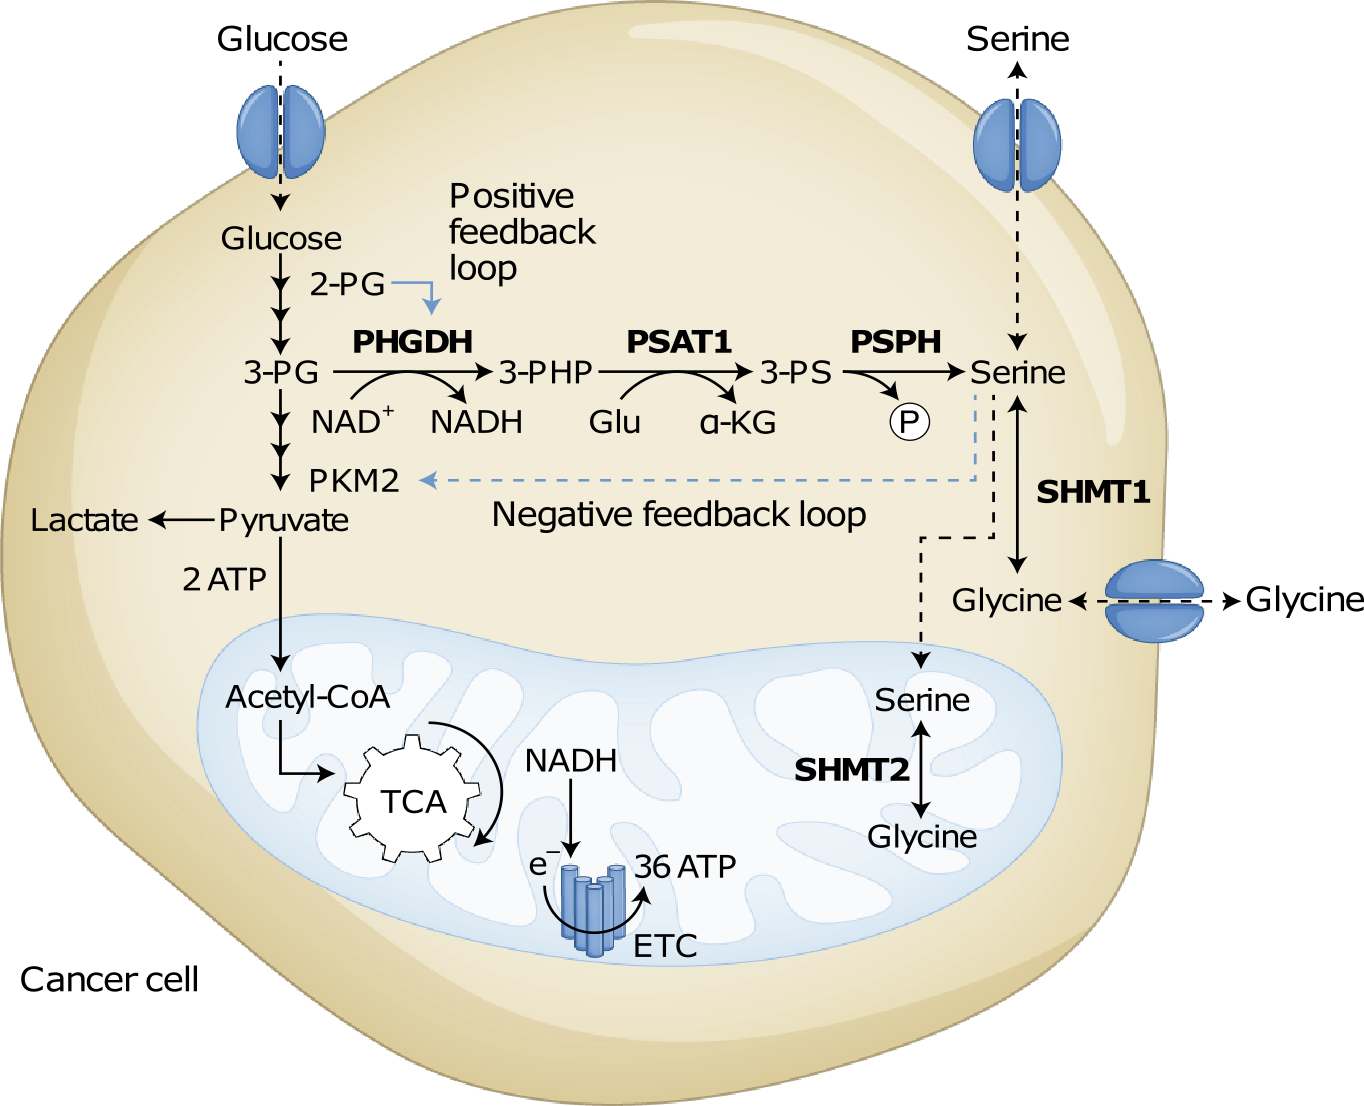 Glucose
Serine
Positive
feedback
loop
Glucose
2-PG
PHGDH
PSAT1
PSPH
3-PG
3-PHP
3-PS
Serine
NAD+
NADH
Glu
α-KG
P
PKM2
SHMT1
Negative feedback loop
Lactate
Pyruvate
2 ATP
Glycine
Glycine
Acetyl-CoA
Serine
NADH
SHMT2
TCA
Glycine
e−
36 ATP
ETC
Cancer cell